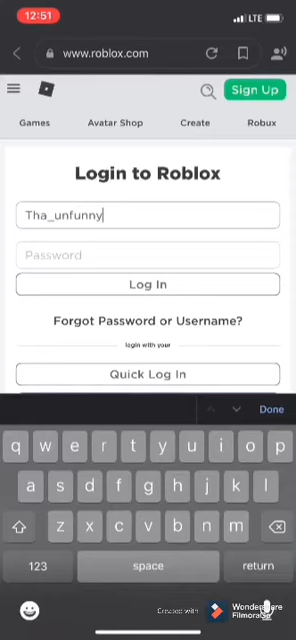 12:51
LTE
www.roblox.com
Sign Up
Games Avatar Shop Create Robux
Login to Roblox
Tha_unfunny
Password
Log In
Forgot Password or Username?
login with your
Quick Log In
Done
q w e r t y u i o p
a s d f g h j k l
z x c v b n m
123 space return
Created with
Wondershare
FilmoraGo